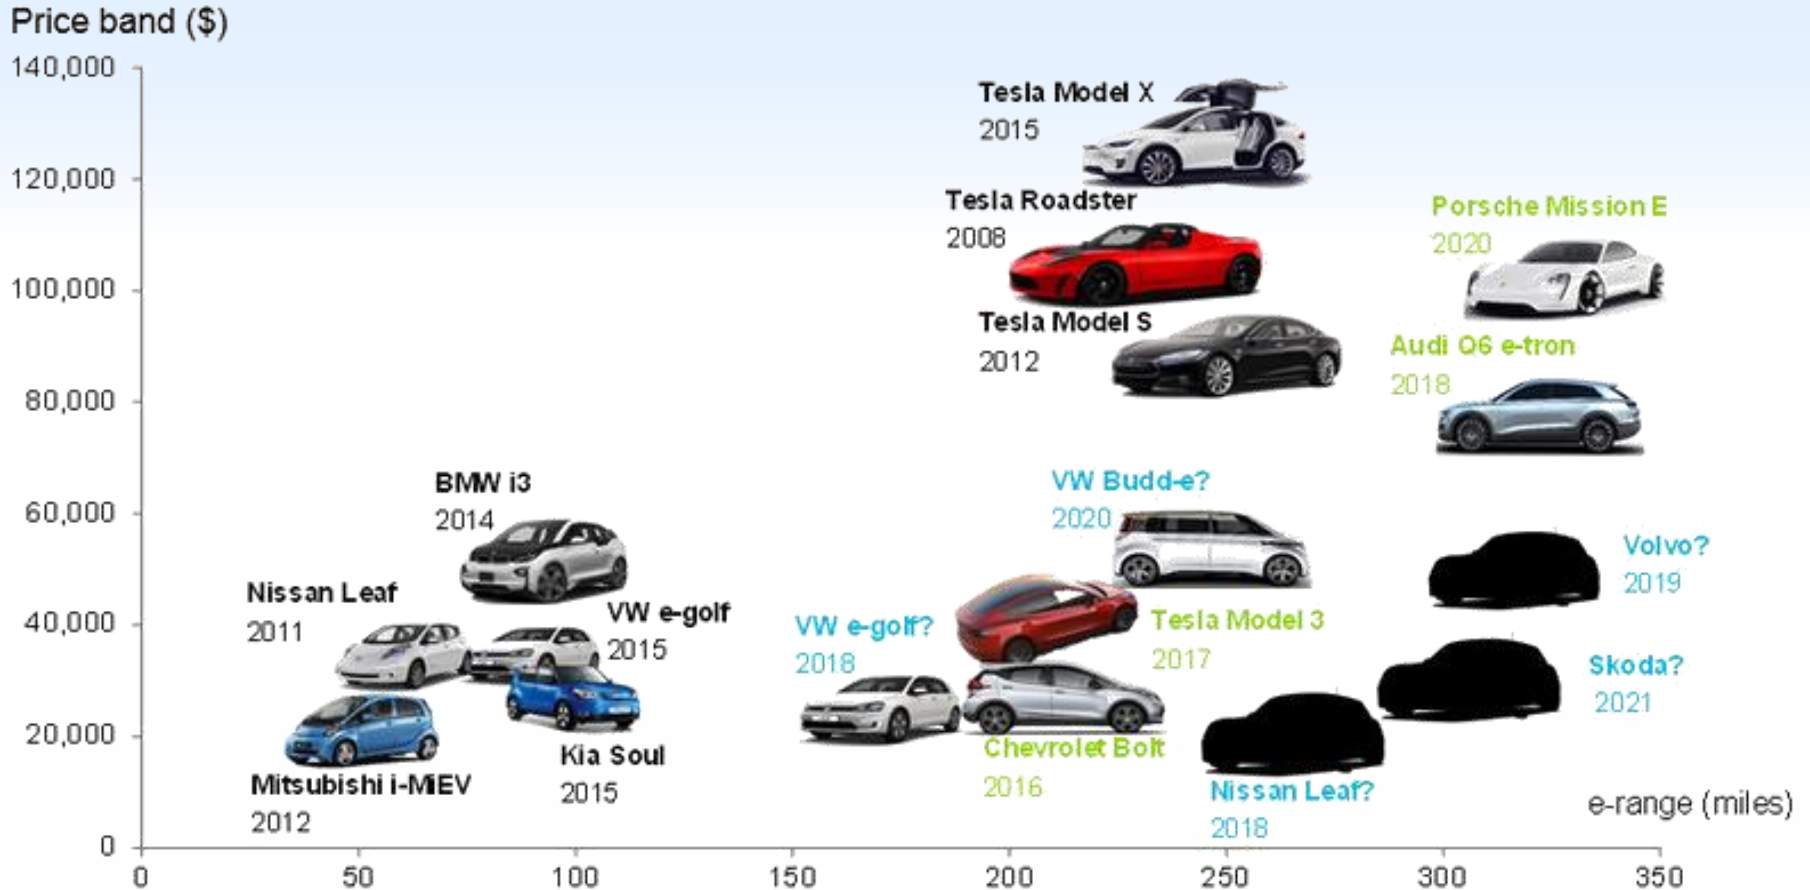 Price band ($)
140,000
120,000
100,000
80,000
60,000
40,000
20,000
0
0
50
100
150
200
250
300
350
e-range (miles)
Tesla Model X
2015
Tesla Roadster
2008
Porsche Mission E
2020
Tesla Model S
2012
Audi Q6 e-tron
2018
BMW i3
2014
VW Budd-e?
2020
Volvo?
2019
Nissan Leaf
2011
VW e-golf
2015
VW e-golf?
2018
Tesla Model 3
2017
Skoda?
2021
Mitsubishi i-MiEV
2012
Kia Soul
2015
Chevrolet Bolt
2016
Nissan Leaf?
2018